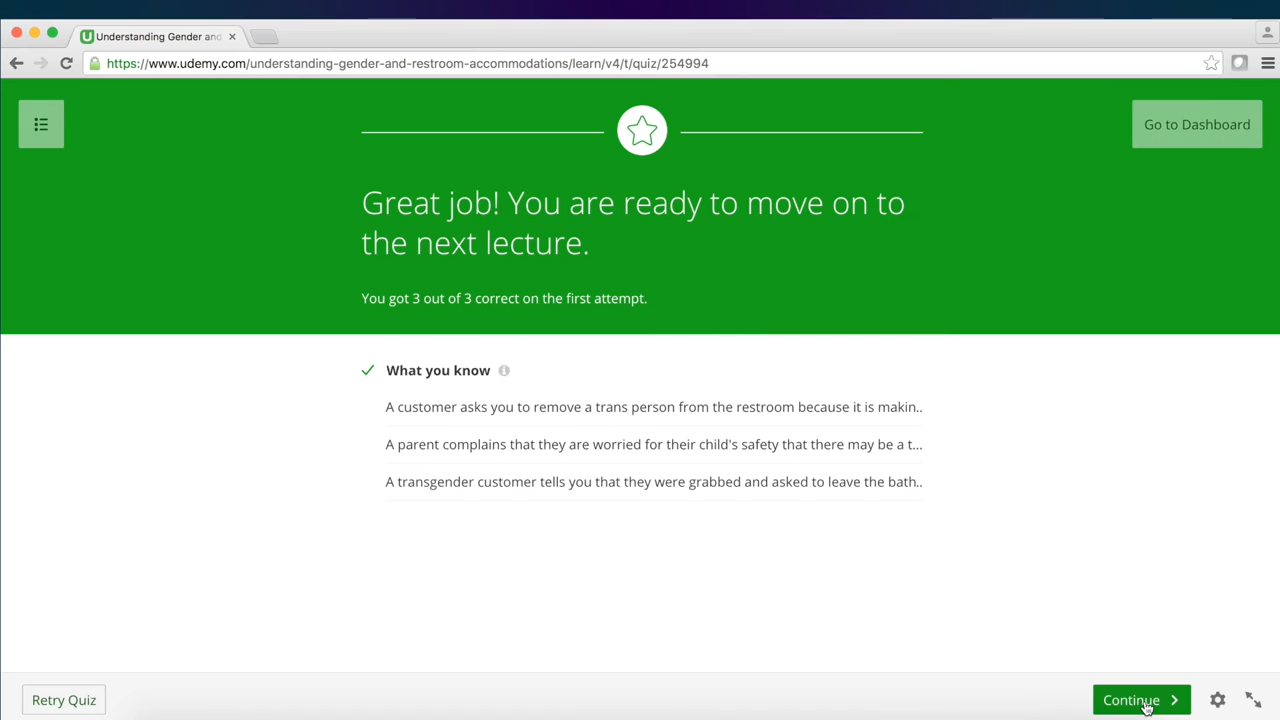 Understanding Gender and
https://www.udemy.com/understanding-gender-and-restroom-accommodations/learn/v4/t/quiz/254994
Go to Dashboard
Great job! You are ready to move on to
the next lecture.
You got 3 out of 3 correct on the first attempt.
What you know
A customer asks you to remove a trans person from the restroom because it is makin..
A parent complains that they are worried for their child's safety that there may be a t...
A transgender customer tells you that they were grabbed and asked to leave the bath..
Retry Quiz
Continue